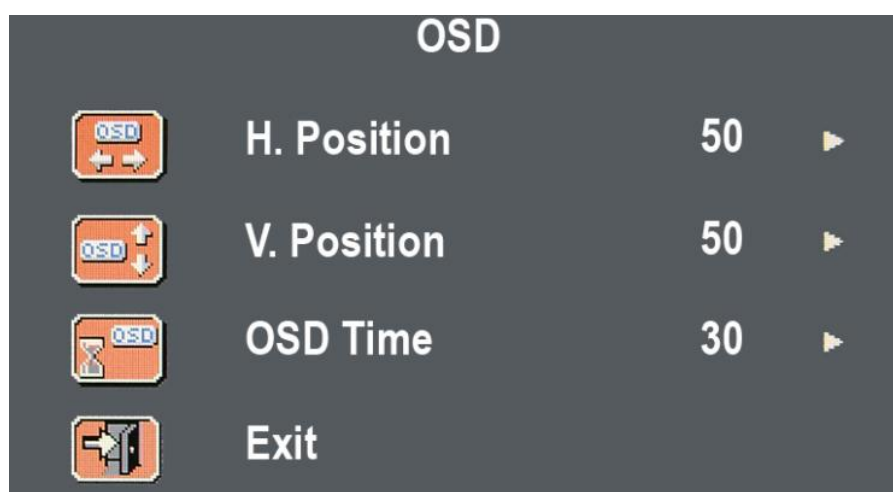 OSD
OSD
H. Position 50
OSD
V. Position 50
OSD
OSD Time 30
Exit